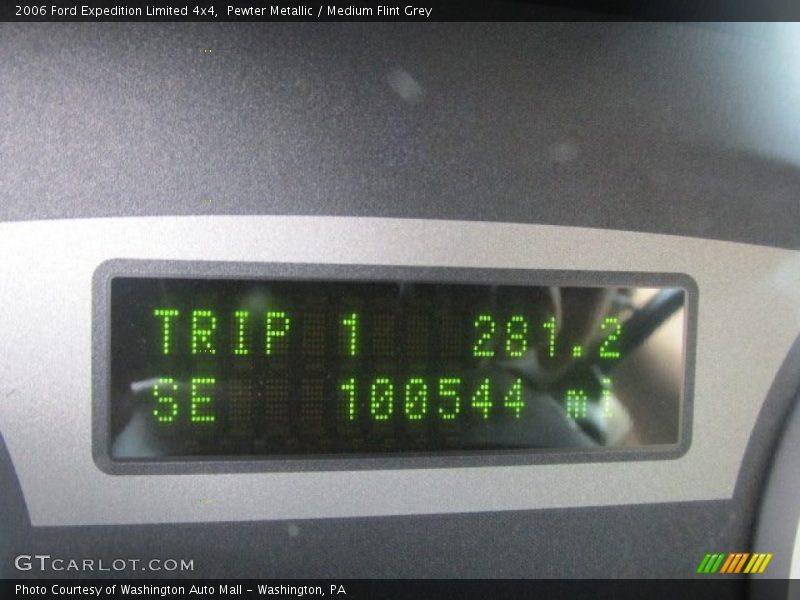 2006 Ford Expedition Limited 4x4, Pewter Metallic / Medium Flint Grey
TRIP 1 281.2
SE 100544 mi
GTCARLOT.COM
Photo Courtesy of Washington Auto Mall - Washington, PA